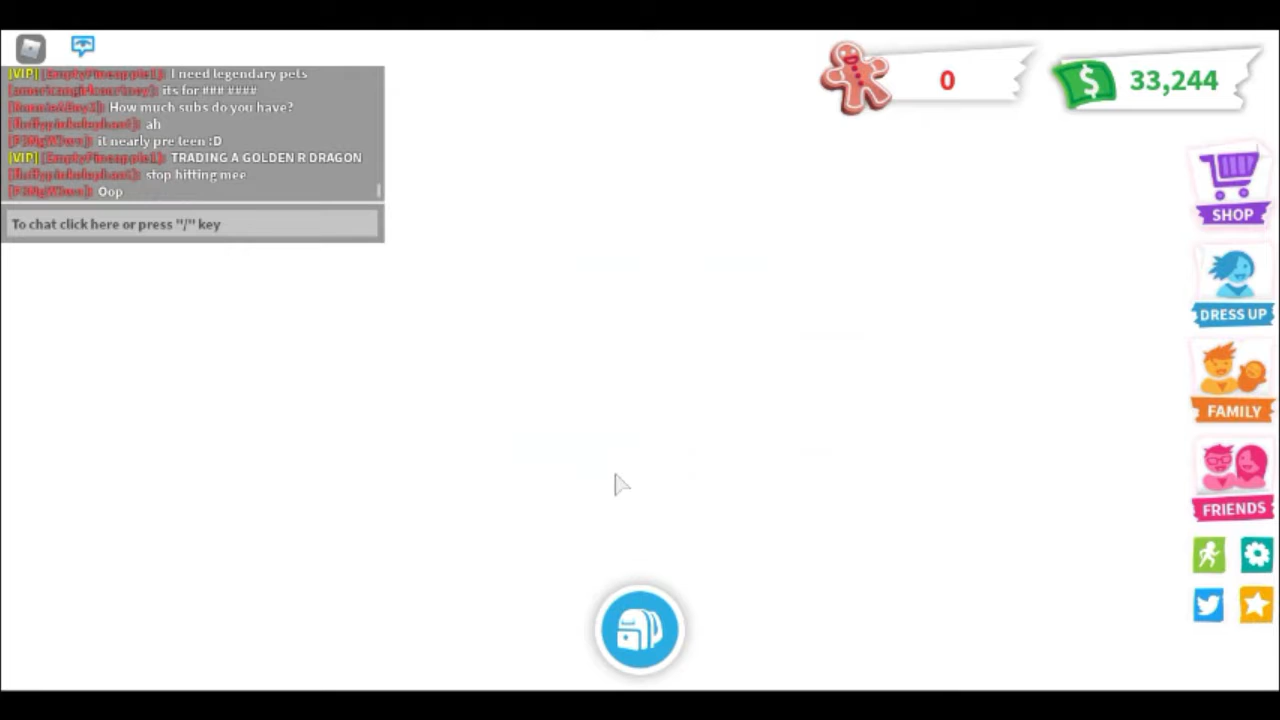 [VIP] I need legendary pets
its for ### ####
How much subs do you have?
ah
it nearly pre teen :D
[VIP] TRADING A GOLDEN R DRAGON
stop hitting mee
Oop
To chat click here or press "/" key
0
33,244
SHOP
DRESS UP
FAMILY
FRIENDS